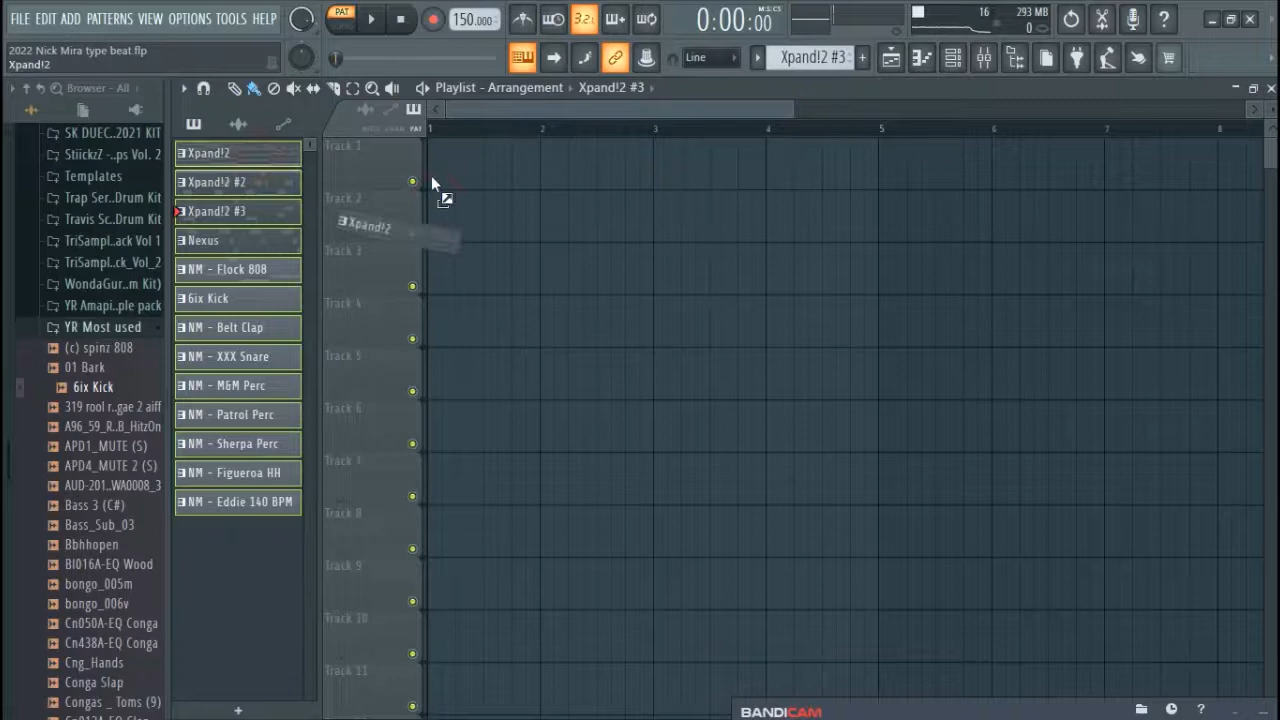 FILE EDIT ADD PATTERNS VIEW OPTIONS TOOLS HELP
PAT
150.000
3.2
0:00:00
M:S:CS
16
293 MB
0
2022 Nick Mira type beat.flp
Xpand!2
Line
Xpand!2 #3
Browser - All
Playlist - Arrangement › Xpand!2 #3 ›
PAT
1 2 3 4 5 6 7 8
SK DUEC..2021 KIT
StiickzZ -..ps Vol. 2
Templates
Trap Ser..Drum Kit
Travis Sc..Drum Kit
TriSampl..ack Vol 1
TriSampl..ck_Vol_2
WondaGur..m Kit)
YR Amapi..ple pack
YR Most used
(c) spinz 808
01 Bark
6ix Kick
319 rool r..gae 2 aiff
A96_59_R..B_HitzOn
APD1_MUTE (S)
APD4_MUTE 2 (S)
AUD-201..WA0008_3
Bass 3 (C#)
Bass_Sub_03
Bbhhopen
BI016A-EQ Wood
bongo_005m
bongo_006v
Cn050A-EQ Conga
Cn438A-EQ Conga
Cng_Hands
Conga Slap
Congas _ Toms (9)
Xpand!2
Xpand!2 #2
Xpand!2 #3
Nexus
NM - Flock 808
6ix Kick
NM - Belt Clap
NM - XXX Snare
NM - M&M Perc
NM - Patrol Perc
NM - Sherpa Perc
NM - Figueroa HH
NM - Eddie 140 BPM
Track 1
Track 2
Xpand!2
Track 3
Track 4
Track 5
Track 6
Track 7
Track 8
Track 9
Track 10
Track 11
BANDICAM